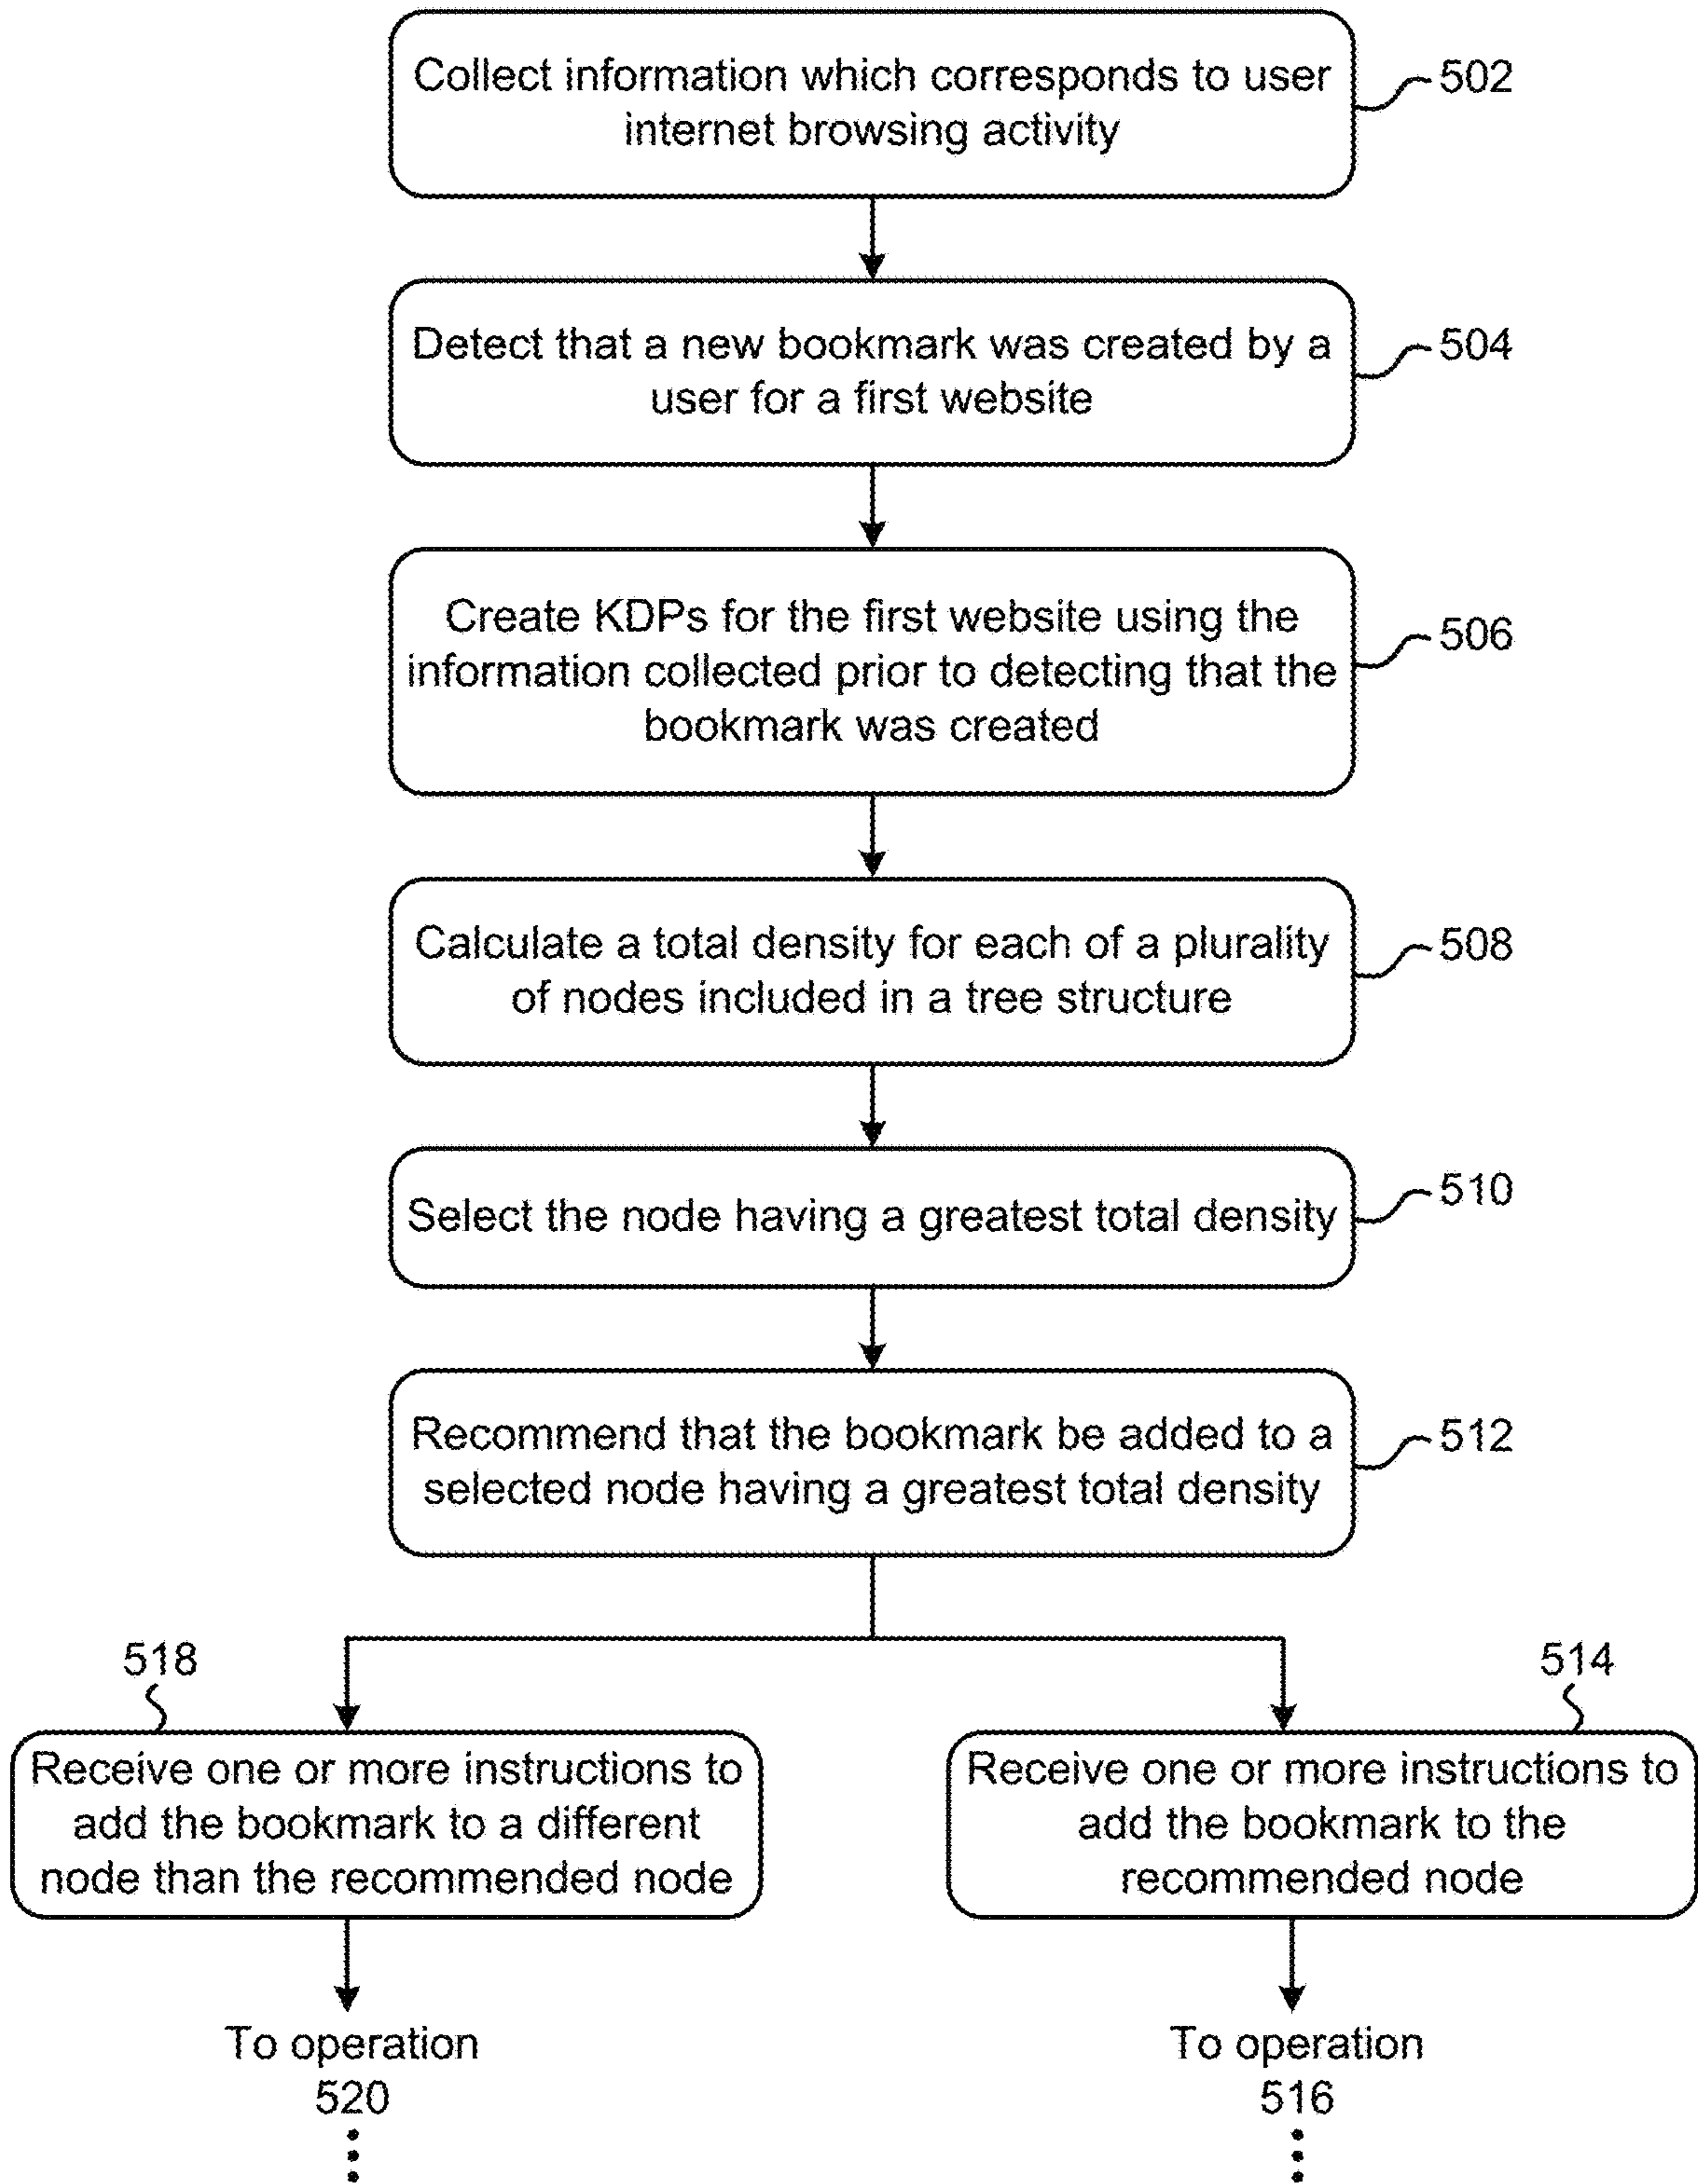 Collect information which corresponds to user
internet browsing activity
502
Detect that a new bookmark was created by a
user for a first website
504
Create KDPs for the first website using the
information collected prior to detecting that the
bookmark was created
506
Calculate a total density for each of a plurality
of nodes included in a tree structure
508
Select the node having a greatest total density
510
Recommend that the bookmark be added to a
selected node having a greatest total density
512
518
Receive one or more instructions to
add the bookmark to a different
node than the recommended node
To operation
520
514
Receive one or more instructions to
add the bookmark to the
recommended node
To operation
516